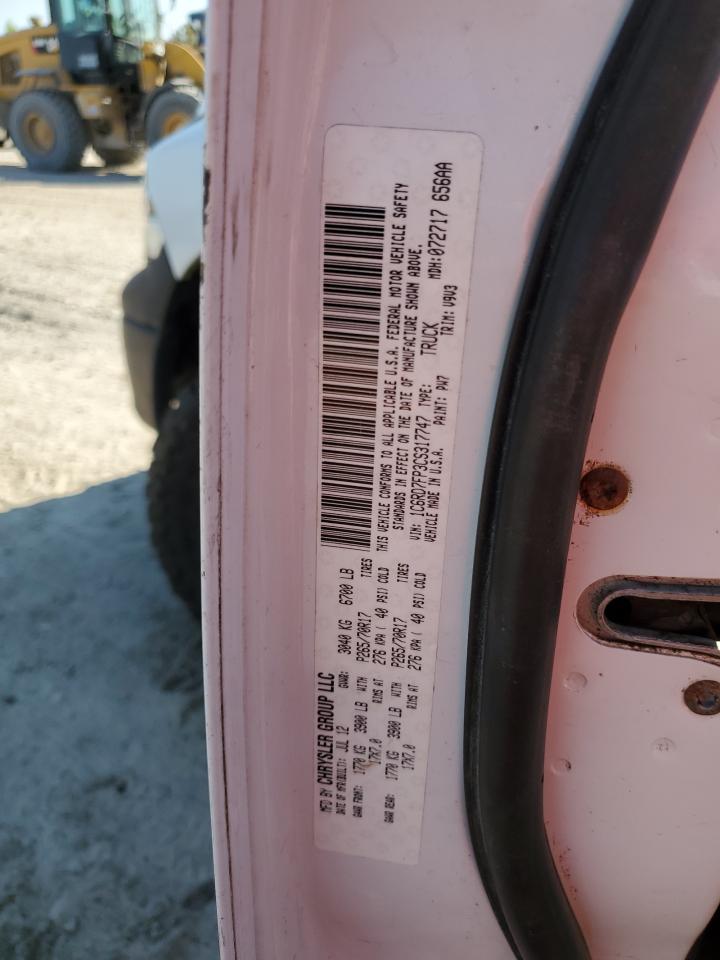 MFD BY CHRYSLER GROUP LLC
DATE OF MFR(BUILT): JUL 12 GVWR: 3040 KG 6700 LB
GAWR FRONT: 1770 KG 3900 LB WITH P265/70R17 TIRES
17X7.0 RIMS AT 276 KPA ( 40 PSI) COLD
GAWR REAR: 1770 KG 3900 LB WITH P265/70R17 TIRES
17X7.0 RIMS AT 276 KPA ( 40 PSI) COLD
THIS VEHICLE CONFORMS TO ALL APPLICABLE U.S.A. FEDERAL MOTOR VEHICLE SAFETY
STANDARDS IN EFFECT ON THE DATE OF MANUFACTURE SHOWN ABOVE.
VIN: 1C6RD7FP3CS317747 TYPE: TRUCK MDH:072717 656AA
VEHICLE MADE IN U.S.A. PAINT: PW7 TRIM: V9V3